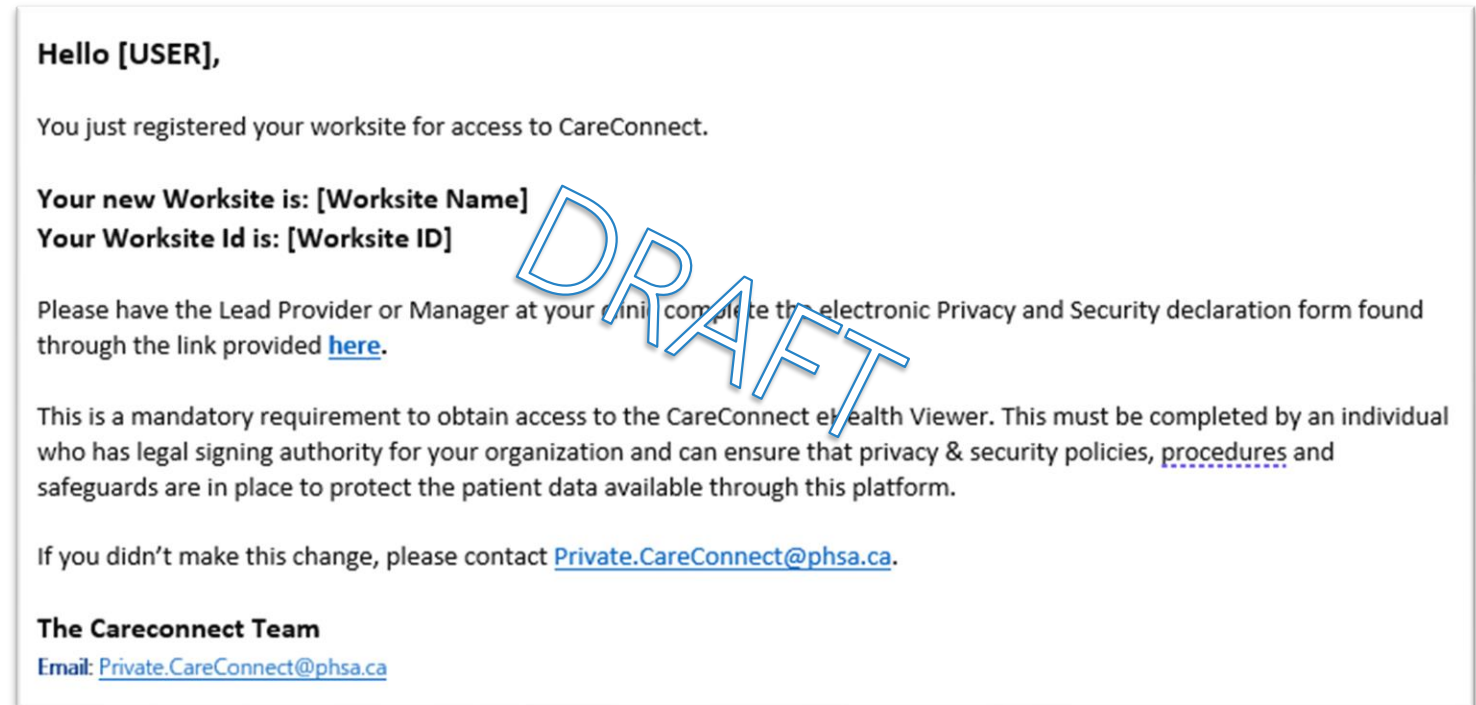 Hello [USER],
You just registered your worksite for access to CareConnect.
Your new Worksite is: [Worksite Name]
Your Worksite Id is: [Worksite ID]
DRAFT
Please have the Lead Provider or Manager at your clinic complete the electronic Privacy and Security declaration form found
through the link provided here.
This is a mandatory requirement to obtain access to the CareConnect eHealth Viewer. This must be completed by an individual
who has legal signing authority for your organization and can ensure that privacy & security policies, procedures and
safeguards are in place to protect the patient data available through this platform.
If you didn’t make this change, please contact Private.CareConnect@phsa.ca.
The Careconnect Team
Email: Private.CareConnect@phsa.ca